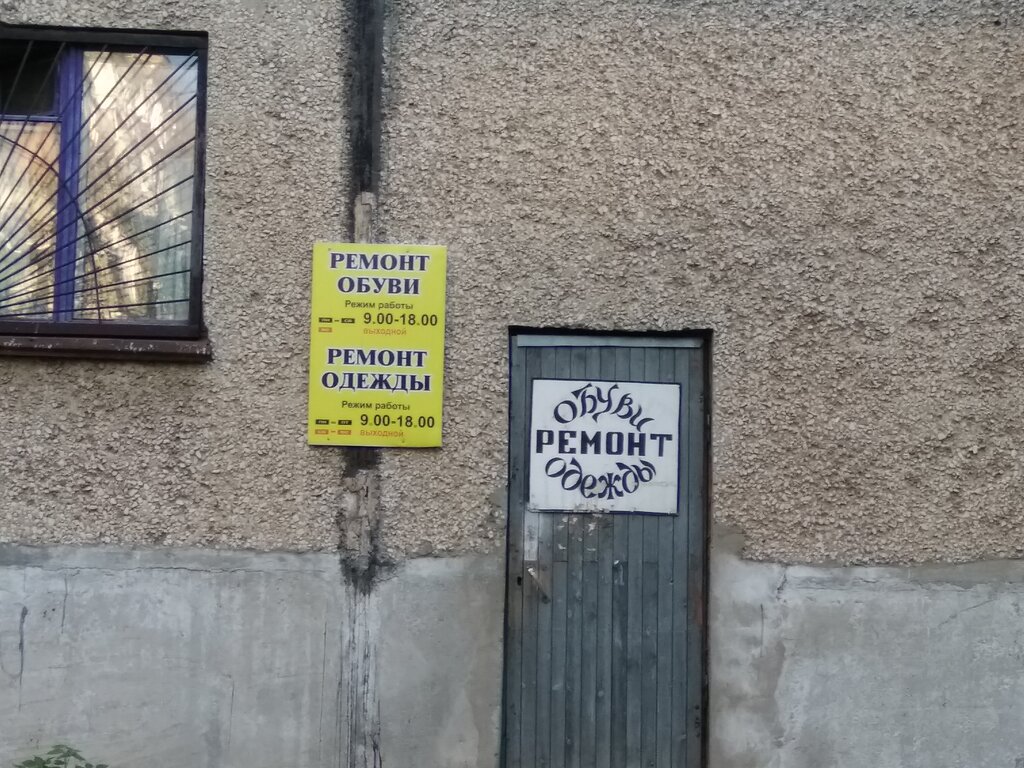 РЕМОНТ
ОБУВИ
Режим работы
9.00-18.00
выходной
РЕМОНТ
ОДЕЖДЫ
Режим работы
9.00-18.00
выходной
Обуви
РЕМОНТ
одежды